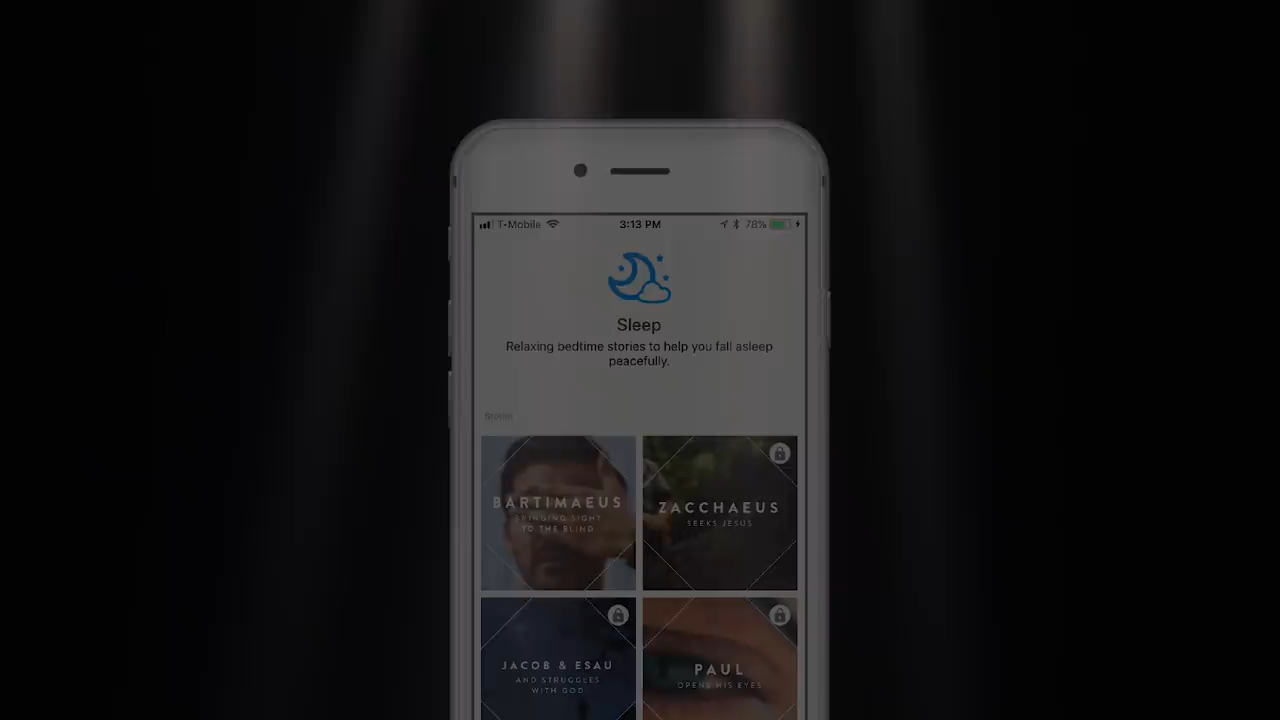 T-Mobile 3:13 PM 78%
Sleep
Relaxing bedtime stories to help you fall asleep
peacefully.
Stories
BARTIMAEUS
BRINGING SIGHT
TO THE BLIND
ZACCHAEUS
SEEKS JESUS
JACOB & ESAU
AND STRUGGLES
WITH GOD
PAUL
OPENS HIS EYES